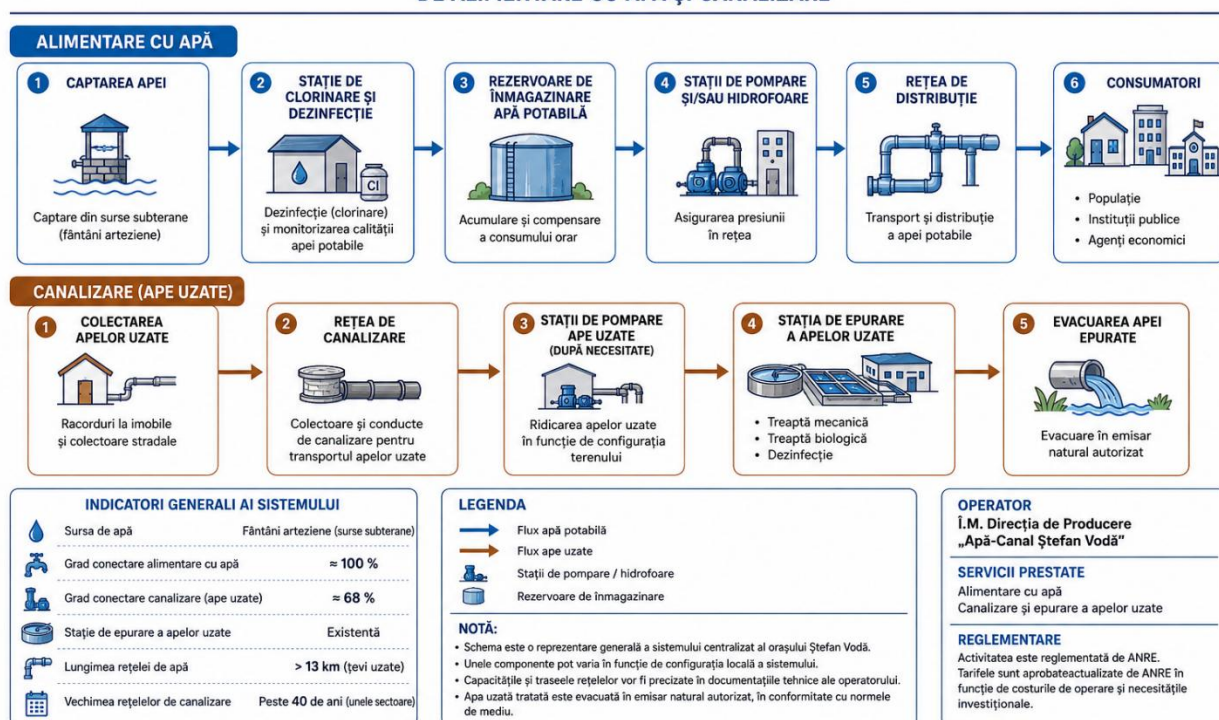 DE ALIMENTARE CU APĂ ȘI CANALIZARE
ALIMENTARE CU APĂ
1
CAPTAREA APEI
Captare din surse subterane
(fântâni arteziene)
2
STAȚIE DE
CLORINARE ȘI
DEZINFECȚIE
Cl
Dezinfecție (clorinare)
și monitorizarea calității
apei potabile
3
REZERVOARE DE
ÎNMAGAZINARE
APĂ POTABILĂ
Acumulare și compensare
a consumului orar
4
STAȚII DE POMPARE
ȘI/SAU HIDROFOARE
Asigurarea presiunii
în rețea
5
REȚEA DE
DISTRIBUȚIE
Transport și distribuție
a apei potabile
6
CONSUMATORI
• Populație
• Instituții publice
• Agenți economici
CANALIZARE (APE UZATE)
1
COLECTAREA
APELOR UZATE
Racorduri la imobile
și colectoare stradale
2
REȚEA DE
CANALIZARE
Colectoare și conducte
de canalizare pentru
transportul apelor uzate
3
STAȚII DE POMPARE
APE UZATE
(DUPĂ NECESITATE)
Ridicarea apelor uzate
în funcție de configurația
terenului
4
STAȚIA DE EPURARE
A APELOR UZATE
• Treaptă mecanică
• Treaptă biologică
• Dezinfecție
5
EVACUAREA APEI
EPURATE
Evacuare în emisar
natural autorizat
INDICATORI GENERALI AI SISTEMULUI
Sursa de apă Fântâni arteziene (surse subterane)
Grad conectare alimentare cu apă ≈ 100 %
Grad conectare canalizare (ape uzate) ≈ 68 %
Stație de epurare a apelor uzate Existentă
Lungimea rețelei de apă > 13 km (țevi uzate)
Vechimea rețelelor de canalizare Peste 40 de ani (unele sectoare)
LEGENDA
Flux apă potabilă
Flux ape uzate
Stații de pompare / hidrofoare
Rezervoare de înmagazinare
NOTĂ:
• Schema este o reprezentare generală a sistemului centralizat al orașului Ștefan Vodă.
• Unele componente pot varia în funcție de configurația locală a sistemului.
• Capacitățile și traseele rețelelor vor fi precizate în documentațiile tehnice ale operatorului.
• Apa uzată tratată este evacuată în emisar natural autorizat, în conformitate cu normele
de mediu.
OPERATOR
Î.M. Direcția de Producere
„Apă-Canal Ștefan Vodă”
SERVICII PRESTATE
Alimentare cu apă
Canalizare și epurare a apelor uzate
REGLEMENTARE
Activitatea este reglementată de ANRE.
Tarifele sunt aprobateactualizate de ANRE în
funcție de costurile de operare și necesitățile
investiționale.